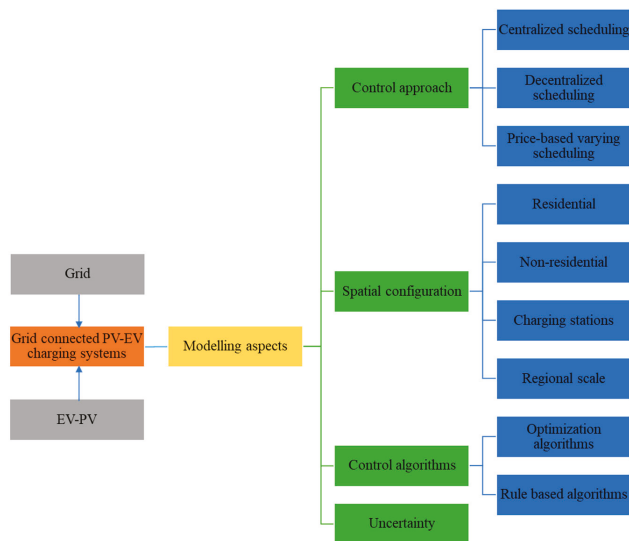 Grid
Grid connected PV-EV
charging systems
EV-PV
Modelling aspects
Control approach
Centralized scheduling
Decentralized
scheduling
Price-based varying
scheduling
Spatial configuration
Residential
Non-residential
Charging stations
Regional scale
Control algorithms
Optimization
algorithms
Rule based algorithms
Uncertainty